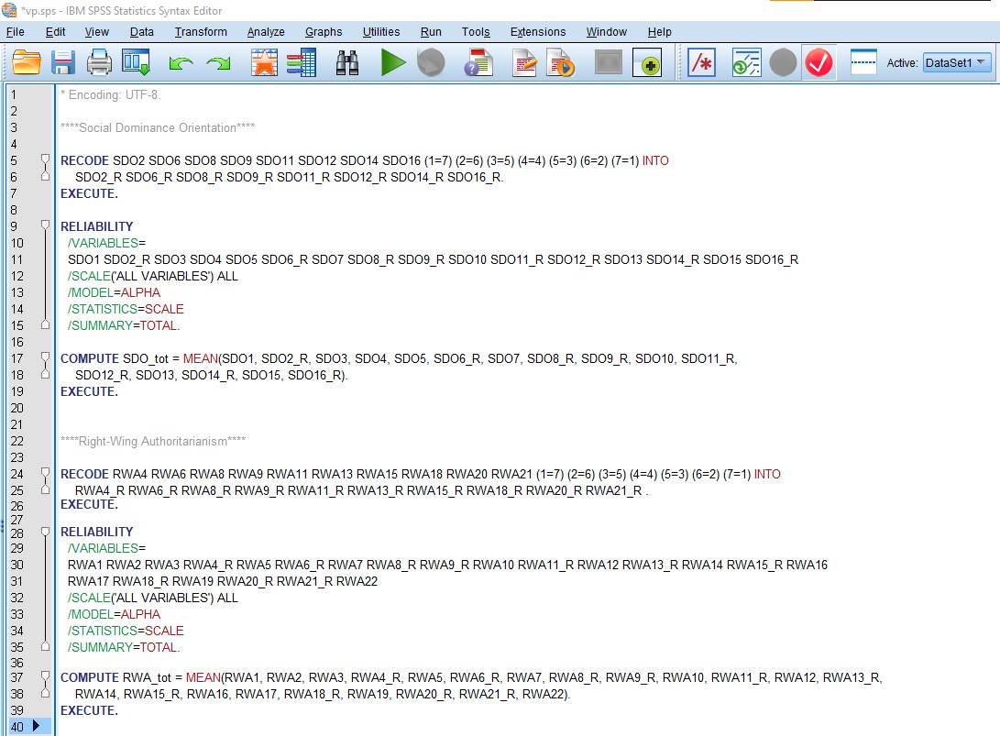 *vp.sps - IBM SPSS Statistics Syntax Editor
File Edit View Data Transform Analyze Graphs Utilities Run Tools Extensions Window Help
Active: DataSet1
1 * Encoding: UTF-8.
2
3 ****Social Dominance Orientation****
4
5 RECODE SDO2 SDO6 SDO8 SDO9 SDO11 SDO12 SDO14 SDO16 (1=7) (2=6) (3=5) (4=4) (5=3) (6=2) (7=1) INTO
6 SDO2_R SDO6_R SDO8_R SDO9_R SDO11_R SDO12_R SDO14_R SDO16_R.
7 EXECUTE.
8
9 RELIABILITY
10 /VARIABLES=
11 SDO1 SDO2_R SDO3 SDO4 SDO5 SDO6_R SDO7 SDO8_R SDO9_R SDO10 SDO11_R SDO12_R SDO13 SDO14_R SDO15 SDO16_R
12 /SCALE('ALL VARIABLES') ALL
13 /MODEL=ALPHA
14 /STATISTICS=SCALE
15 /SUMMARY=TOTAL.
16
17 COMPUTE SDO_tot = MEAN(SDO1, SDO2_R, SDO3, SDO4, SDO5, SDO6_R, SDO7, SDO8_R, SDO9_R, SDO10, SDO11_R,
18 SDO12_R, SDO13, SDO14_R, SDO15, SDO16_R).
19 EXECUTE.
20
21
22 ****Right-Wing Authoritarianism****
23
24 RECODE RWA4 RWA6 RWA8 RWA9 RWA11 RWA13 RWA15 RWA18 RWA20 RWA21 (1=7) (2=6) (3=5) (4=4) (5=3) (6=2) (7=1) INTO
25 RWA4_R RWA6_R RWA8_R RWA9_R RWA11_R RWA13_R RWA15_R RWA18_R RWA20_R RWA21_R .
26 EXECUTE.
27
28 RELIABILITY
29 /VARIABLES=
30 RWA1 RWA2 RWA3 RWA4_R RWA5 RWA6_R RWA7 RWA8_R RWA9_R RWA10 RWA11_R RWA12 RWA13_R RWA14 RWA15_R RWA16
31 RWA17 RWA18_R RWA19 RWA20_R RWA21_R RWA22
32 /SCALE('ALL VARIABLES') ALL
33 /MODEL=ALPHA
34 /STATISTICS=SCALE
35 /SUMMARY=TOTAL.
36
37 COMPUTE RWA_tot = MEAN(RWA1, RWA2, RWA3, RWA4_R, RWA5, RWA6_R, RWA7, RWA8_R, RWA9_R, RWA10, RWA11_R, RWA12, RWA13_R,
38 RWA14, RWA15_R, RWA16, RWA17, RWA18_R, RWA19, RWA20_R, RWA21_R, RWA22).
39 EXECUTE.
40